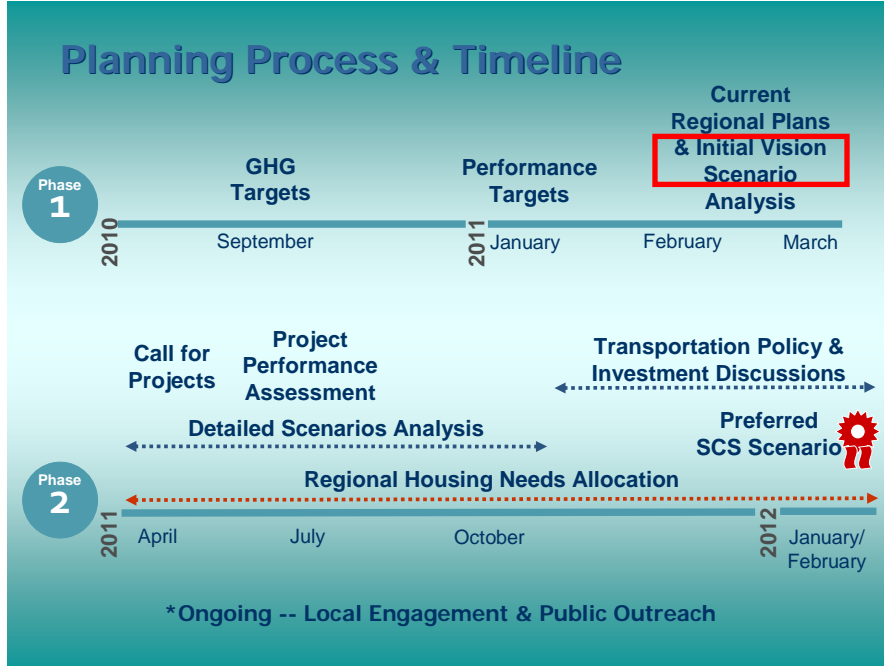 Planning Process & Timeline
Phase
1
GHG
Targets
Performance
Targets
Current
Regional Plans
& Initial Vision
Scenario
Analysis
2010
September
2011
January
February
March
Call for
Projects
Project
Performance
Assessment
Transportation Policy &
Investment Discussions
Detailed Scenarios Analysis
Preferred
SCS Scenario
Phase
2
Regional Housing Needs Allocation
2011
April
July
October
2012
January/
February
*Ongoing -- Local Engagement & Public Outreach